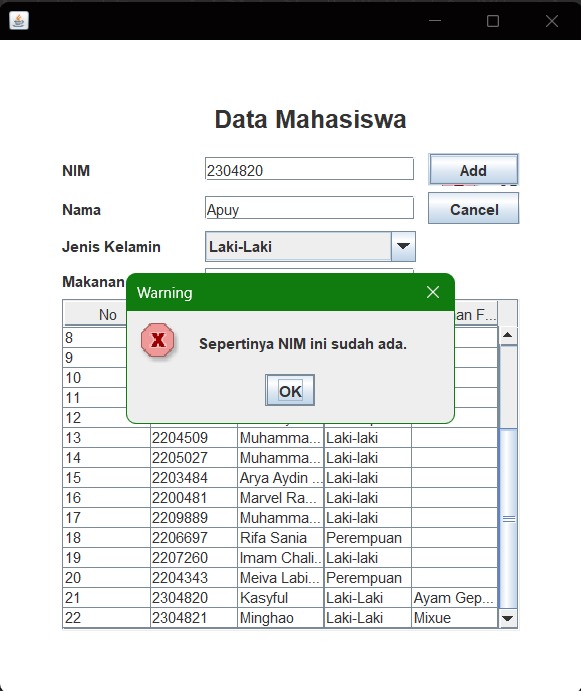 Data Mahasiswa
NIM 2304820 Add
Nama Apuy Cancel
Jenis Kelamin Laki-Laki
Makanan
Warning
Sepertinya NIM ini sudah ada.
OK
No an F...
8
9
10
11
12
13 2204509 Muhamma... Laki-laki
14 2205027 Muhamma... Laki-laki
15 2203484 Arya Aydin ... Laki-laki
16 2200481 Marvel Ra... Laki-laki
17 2209889 Muhamma... Laki-laki
18 2206697 Rifa Sania Perempuan
19 2207260 Imam Chali... Laki-laki
20 2204343 Meiva Labi... Perempuan
21 2304820 Kasyful Laki-Laki Ayam Gep...
22 2304821 Minghao Laki-Laki Mixue